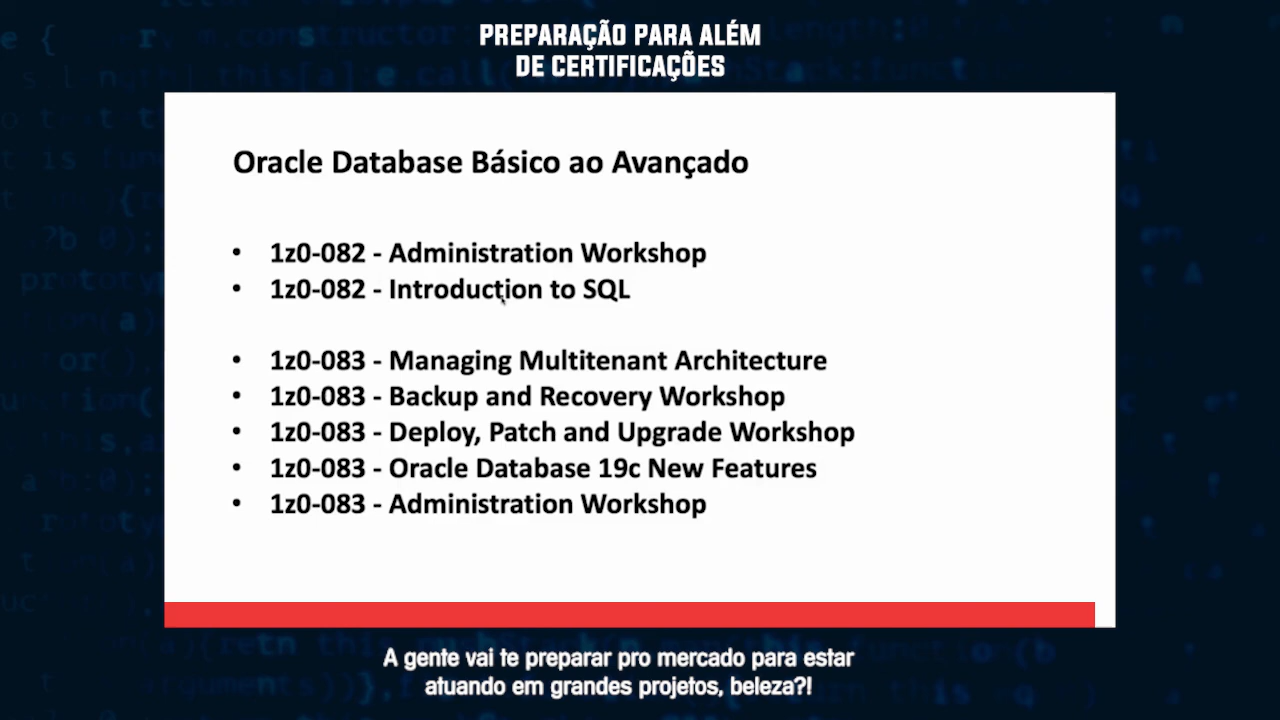 PREPARAÇÃO PARA ALÉM
DE CERTIFICAÇÕES
Oracle Database Básico ao Avançado
• 1z0-082 - Administration Workshop
• 1z0-082 - Introduction to SQL
• 1z0-083 - Managing Multitenant Architecture
• 1z0-083 - Backup and Recovery Workshop
• 1z0-083 - Deploy, Patch and Upgrade Workshop
• 1z0-083 - Oracle Database 19c New Features
• 1z0-083 - Administration Workshop
A gente vai te preparar pro mercado para estar
atuando em grandes projetos, beleza?!